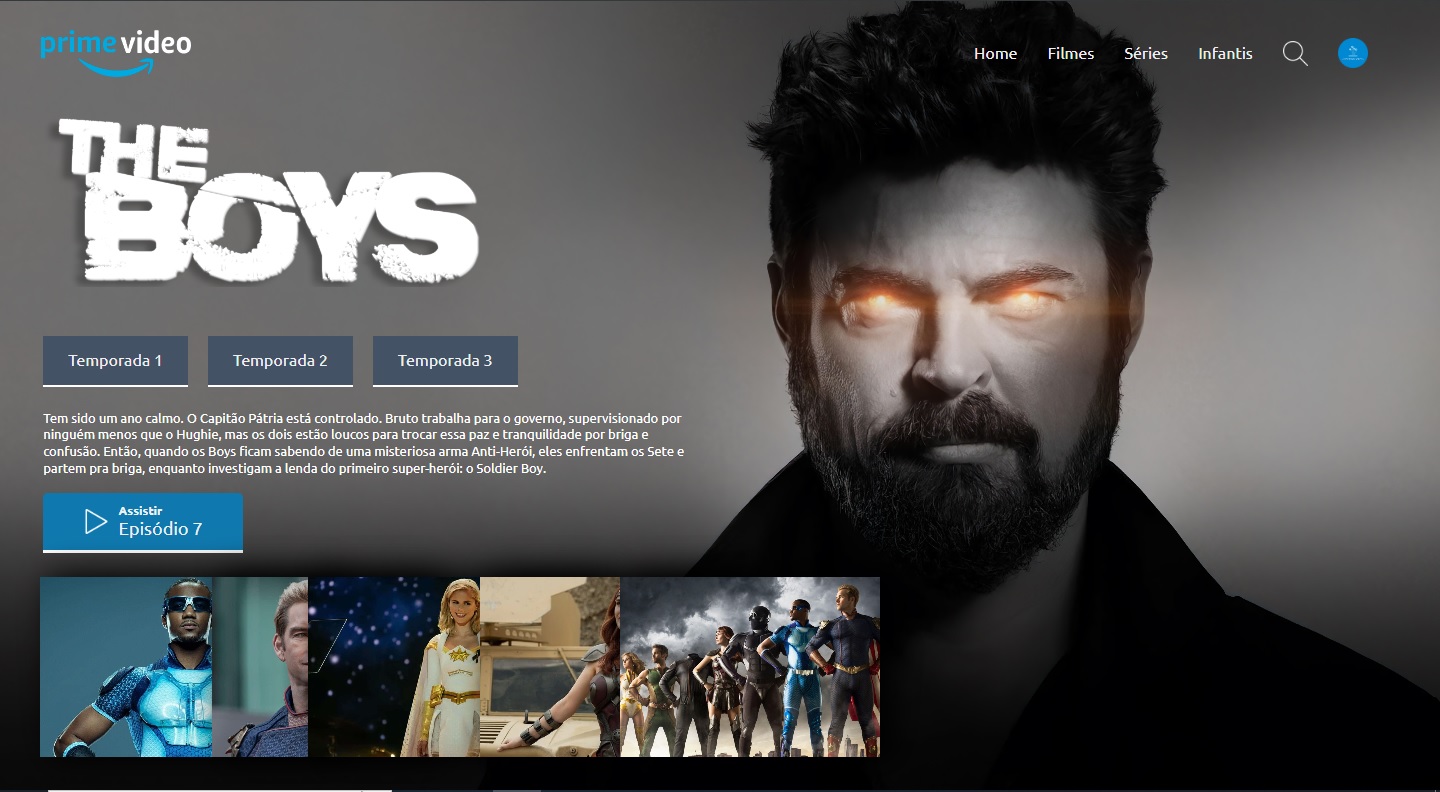 prime video
Home
Filmes
Séries
Infantis
THE
BOYS
Temporada 1
Temporada 2
Temporada 3
Tem sido um ano calmo. O Capitão Pátria está controlado. Bruto trabalha para o governo, supervisionado por
ninguém menos que o Hughie, mas os dois estão loucos para trocar essa paz e tranquilidade por briga e
confusão. Então, quando os Boys ficam sabendo de uma misteriosa arma Anti-Herói, eles enfrentam os Sete e
partem pra briga, enquanto investigam a lenda do primeiro super-herói: o Soldier Boy.
Assistir
Episódio 7